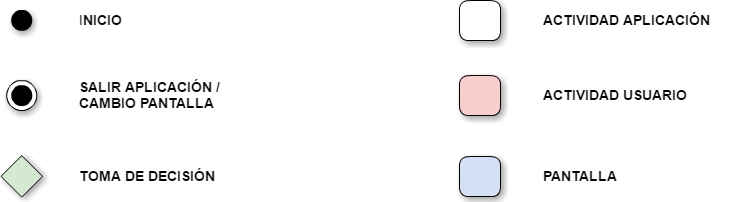 INICIO
ACTIVIDAD APLICACIÓN
SALIR APLICACIÓN /
CAMBIO PANTALLA
ACTIVIDAD USUARIO
TOMA DE DECISIÓN
PANTALLA